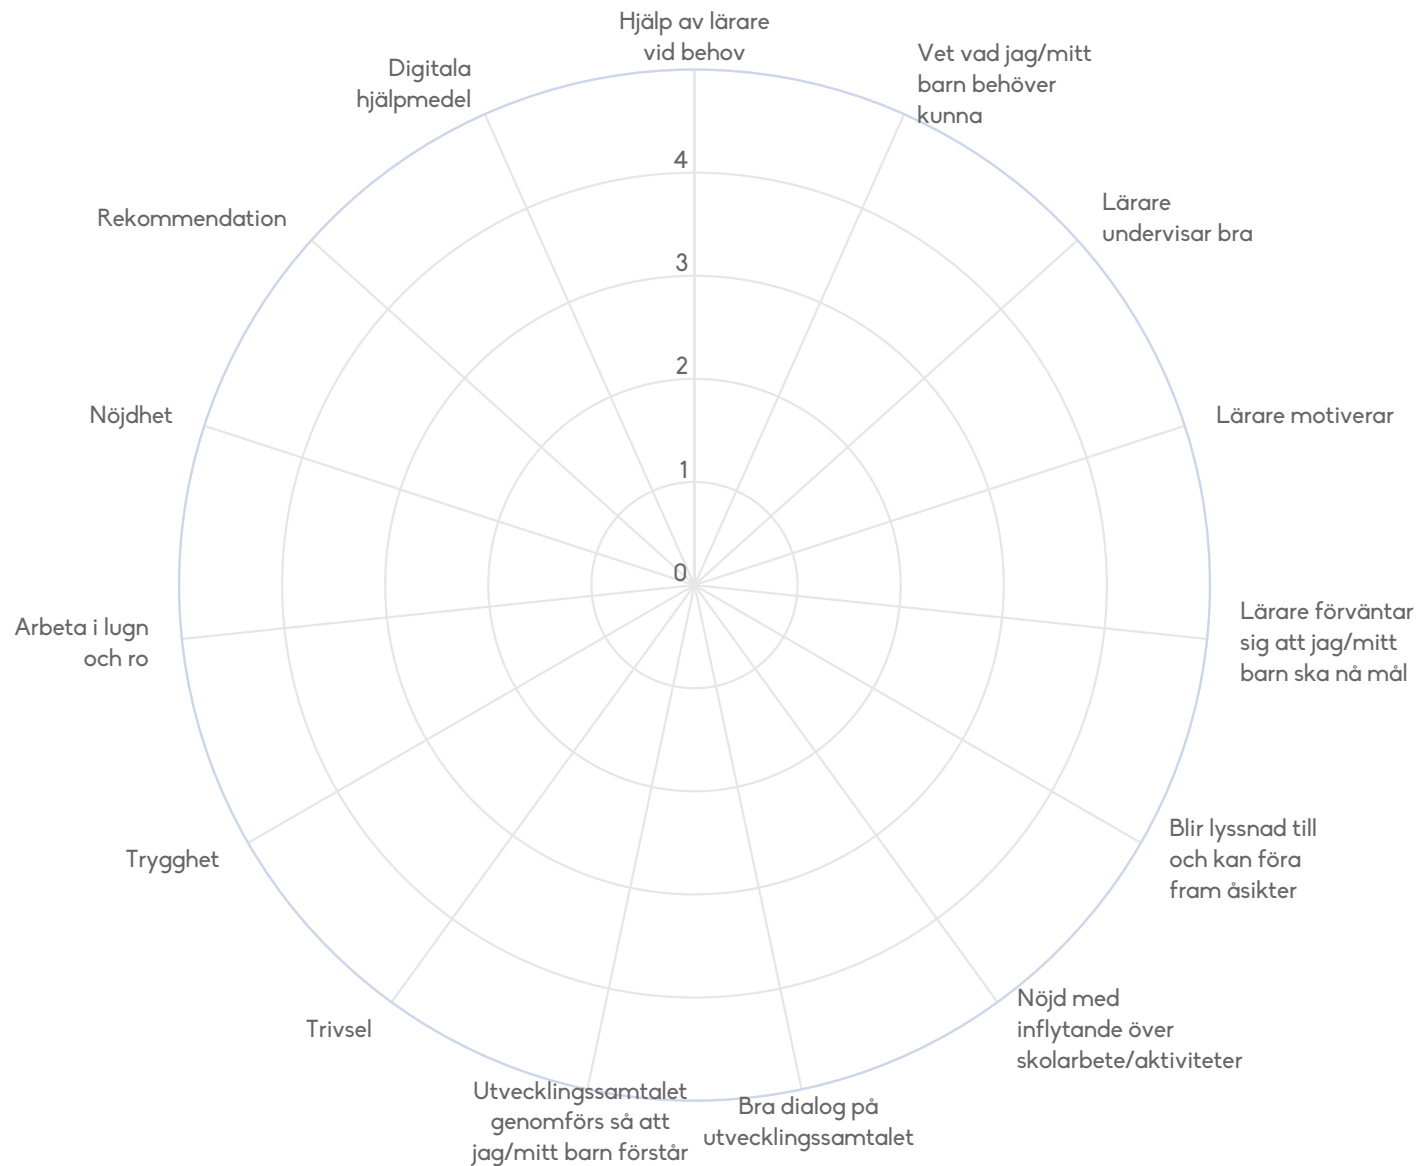 Hjälp av lärare
vid behov
Vet vad jag/mitt
barn behöver
kunna
Lärare
undervisar bra
Lärare motiverar
Lärare förväntar
sig att jag/mitt
barn ska nå mål
Blir lyssnad till
och kan föra
fram åsikter
Nöjd med
inflytande över
skolarbete/aktiviteter
Bra dialog på
utvecklingssamtalet
Utvecklingssamtalet
genomförs så att
jag/mitt barn förstår
Trivsel
Trygghet
Arbeta i lugn
och ro
Nöjdhet
Rekommendation
Digitala
hjälpmedel
4
3
2
1
0